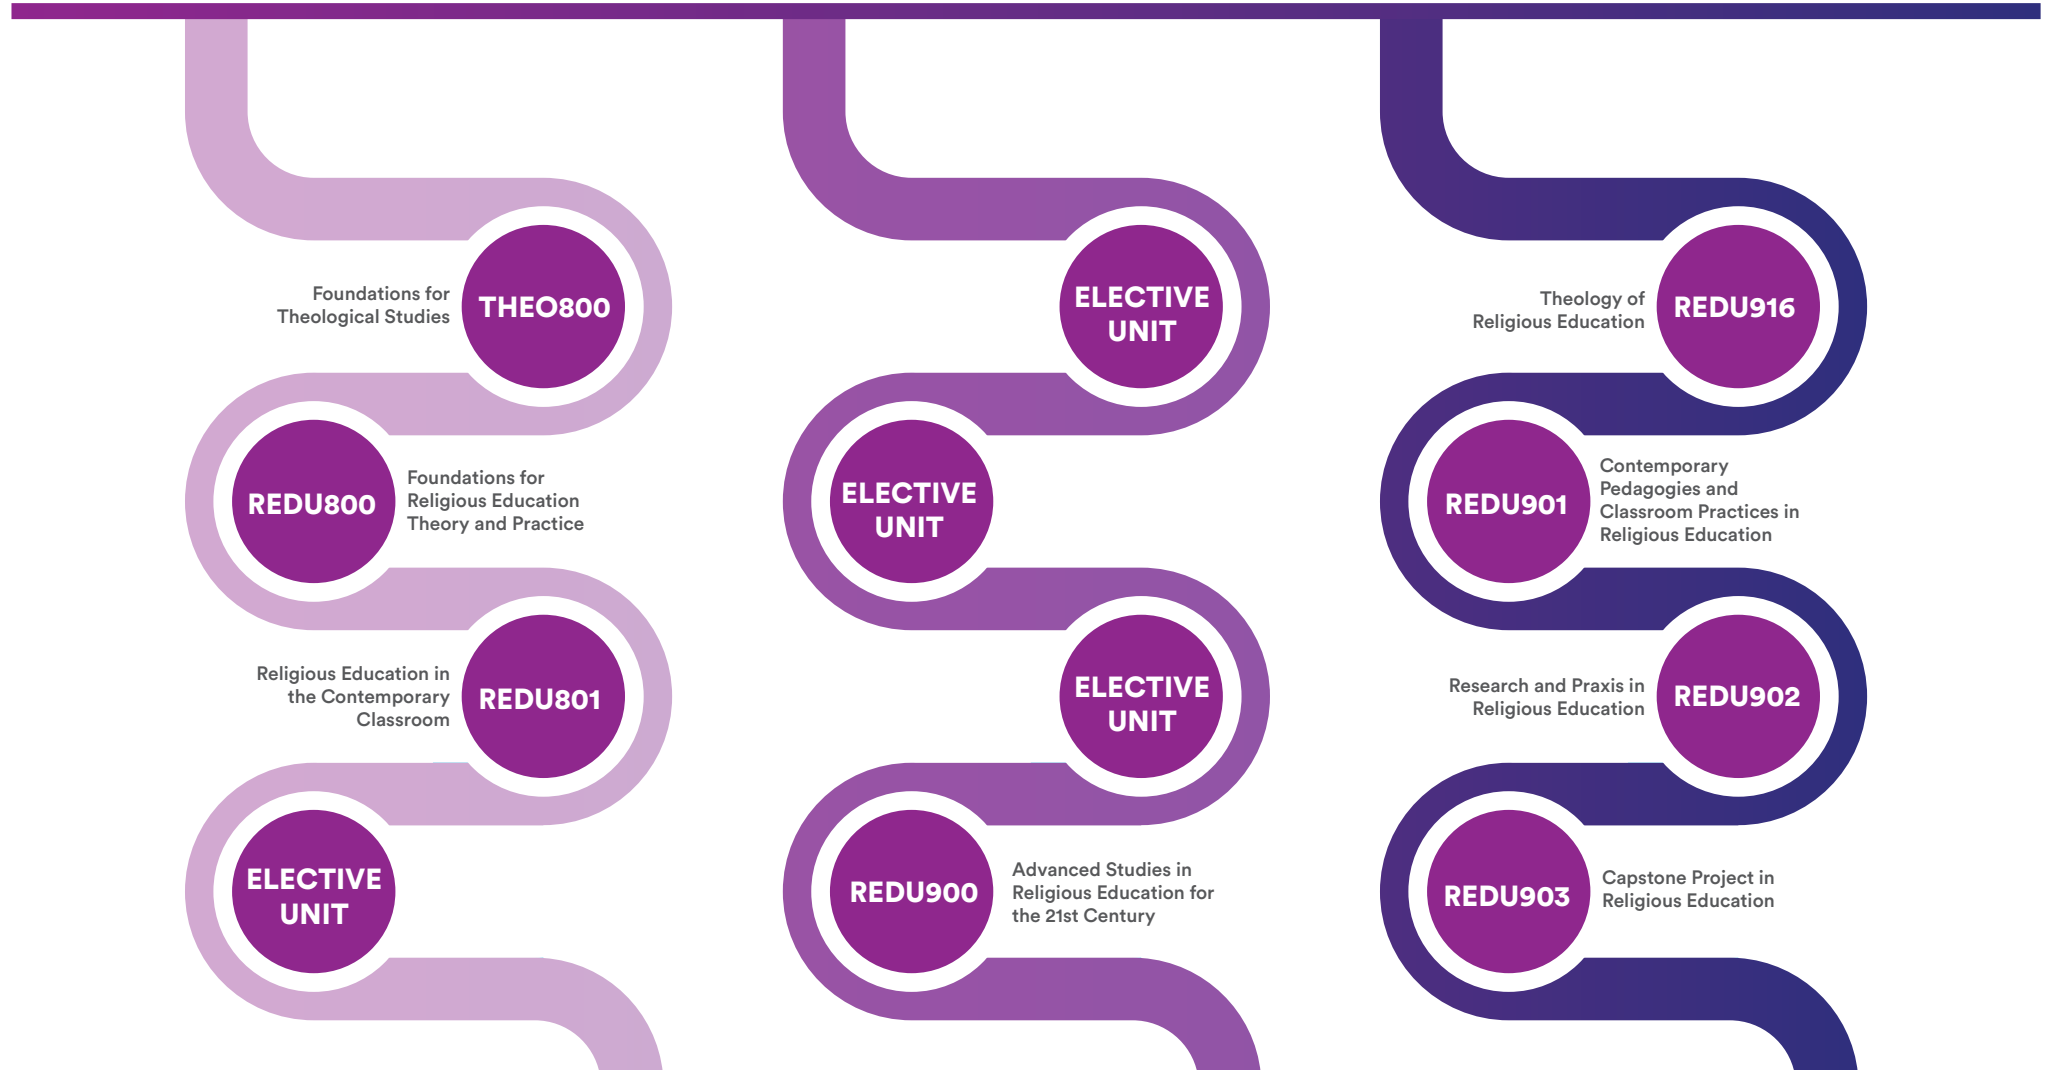 Foundations for
Theological Studies
THEO800
REDU800
Foundations for
Religious Education
Theory and Practice
Religious Education in
the Contemporary
Classroom
REDU801
ELECTIVE
UNIT
ELECTIVE
UNIT
ELECTIVE
UNIT
ELECTIVE
UNIT
REDU900
Advanced Studies in
Religious Education for
the 21st Century
Theology of
Religious Education
REDU916
REDU901
Contemporary
Pedagogies and
Classroom Practices in
Religious Education
Research and Praxis in
Religious Education
REDU902
REDU903
Capstone Project in
Religious Education